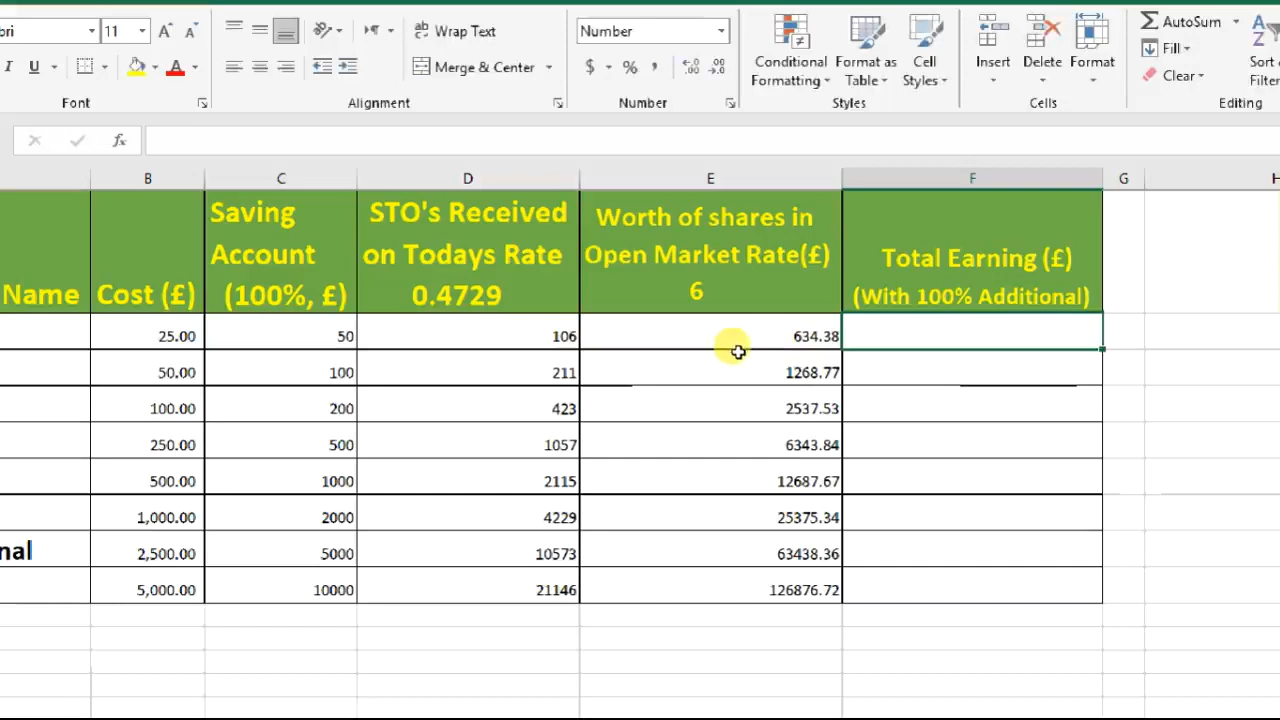 bri 11 Wrap Text Number AutoSum
I U Merge & Center $ % , Conditional Formatting Format as Table Cell Styles Insert Delete Format Fill Clear Sort Filter
Font Alignment Number Styles Cells Editing
fx
B C D E F G H
Name
Cost (£)
Saving
Account
(100%, £)
STO's Received
on Todays Rate
0.4729
Worth of shares in
Open Market Rate(£)
6
Total Earning (£)
(With 100% Additional)
25.00 50 106 634.38
50.00 100 211 1268.77
100.00 200 423 2537.53
250.00 500 1057 6343.84
500.00 1000 2115 12687.67
1,000.00 2000 4229 25375.34
nal 2,500.00 5000 10573 63438.36
5,000.00 10000 21146 126876.72